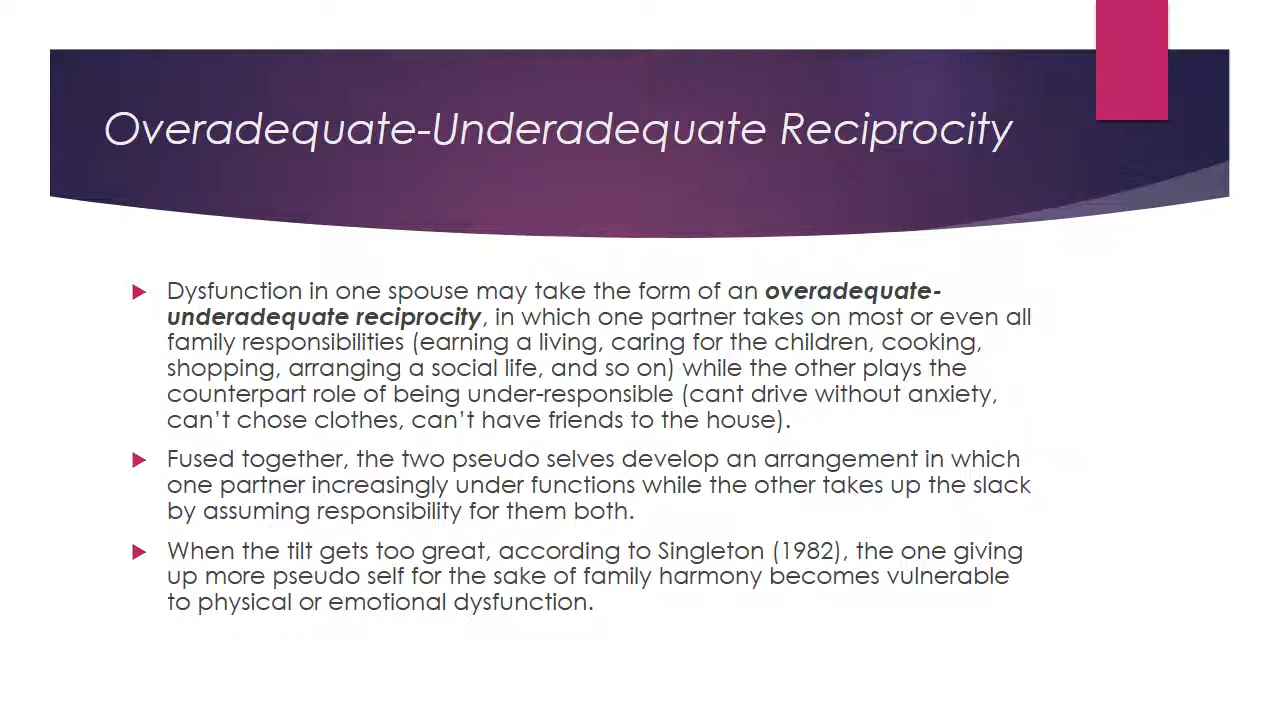 Overadequate-Underadequate Reciprocity
Dysfunction in one spouse may take the form of an overadequate-
underadequate reciprocity, in which one partner takes on most or even all
family responsibilities (earning a living, caring for the children, cooking,
shopping, arranging a social life, and so on) while the other plays the
counterpart role of being under-responsible (cant drive without anxiety,
can’t chose clothes, can’t have friends to the house).
Fused together, the two pseudo selves develop an arrangement in which
one partner increasingly under functions while the other takes up the slack
by assuming responsibility for them both.
When the tilt gets too great, according to Singleton (1982), the one giving
up more pseudo self for the sake of family harmony becomes vulnerable
to physical or emotional dysfunction.